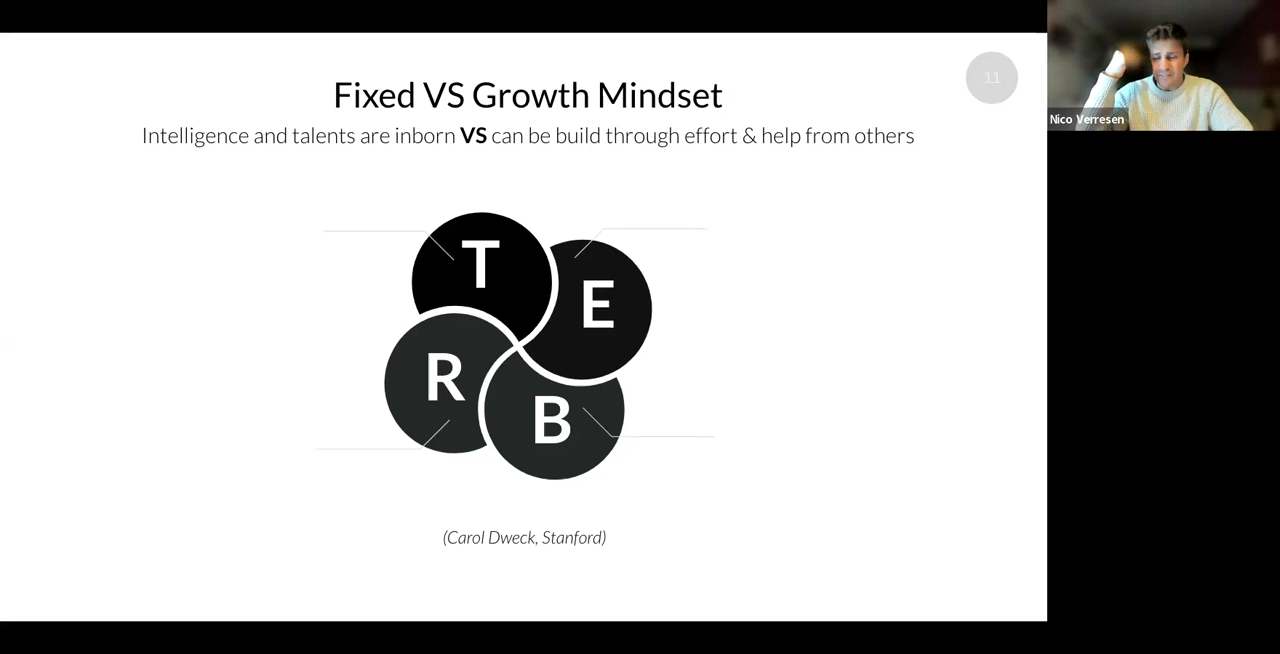 11
Nico Verresen
Fixed VS Growth Mindset
Intelligence and talents are inborn VS can be build through effort & help from others
T
E
R
B
(Carol Dweck, Stanford)